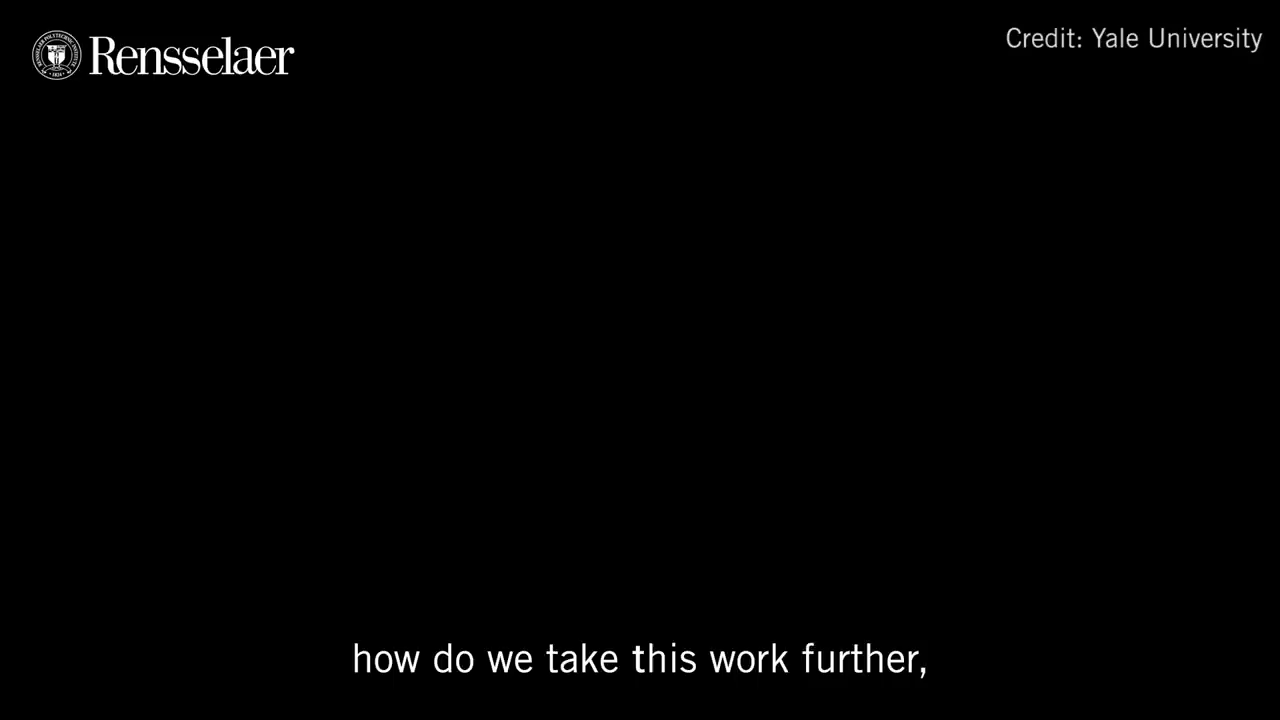 Rensselaer
Credit: Yale University
how do we take this work further,